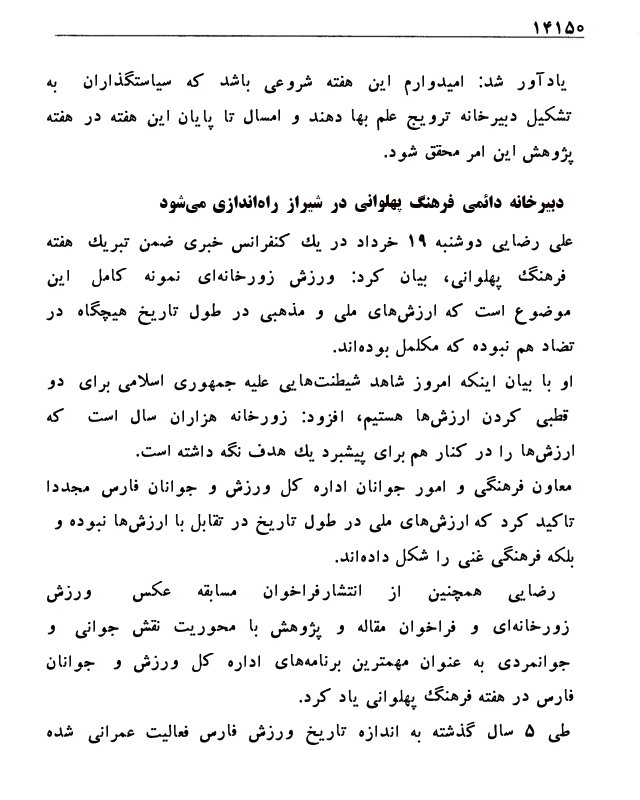 ۱۴۱۵۰
یادآور شد: امیدوارم این هفته شروعی باشد که سیاستگذاران به
تشکیل دبیرخانه ترویج علم بها دهند و امسال تا پایان این هفته در هفته
پژوهش این امر محقق شود.
دبیرخانه دائمی فرهنگ پهلوانی در شیراز راه‌اندازی می‌شود
علی رضایی دوشنبه ۱۹ خرداد در یك کنفرانس خبری ضمن تبریك هفته
فرهنگ پهلوانی، بیان کرد: ورزش زورخانه‌ای نمونه کامل این
موضوع است که ارزش‌های ملی و مذهبی در طول تاریخ هیچگاه در
تضاد هم نبوده که مکلمل بوده‌اند.
او با بیان اینکه امروز شاهد شیطنت‌هایی علیه جمهوری اسلامی برای دو
قطبی کردن ارزش‌ها هستیم، افزود: زورخانه هزاران سال است که
ارزش‌ها را در کنار هم برای پیشبرد یك هدف نگه داشته است.
معاون فرهنگی و امور جوانان اداره کل ورزش و جوانان فارس مجددا
تاکید کرد که ارزش‌های ملی در طول تاریخ در تقابل با ارزش‌ها نبوده و
بلکه فرهنگی غنی را شکل داده‌اند.
رضایی همچنین از انتشارفراخوان مسابقه عکس ورزش
زورخانه‌ای و فراخوان مقاله و پژوهش با محوریت نقش جوانی و
جوانمردی به عنوان مهمترین برنامه‌های اداره کل ورزش و جوانان
فارس در هفته فرهنگ پهلوانی یاد کرد.
طی ۵ سال گذشته به اندازه تاریخ ورزش فارس فعالیت عمرانی شده